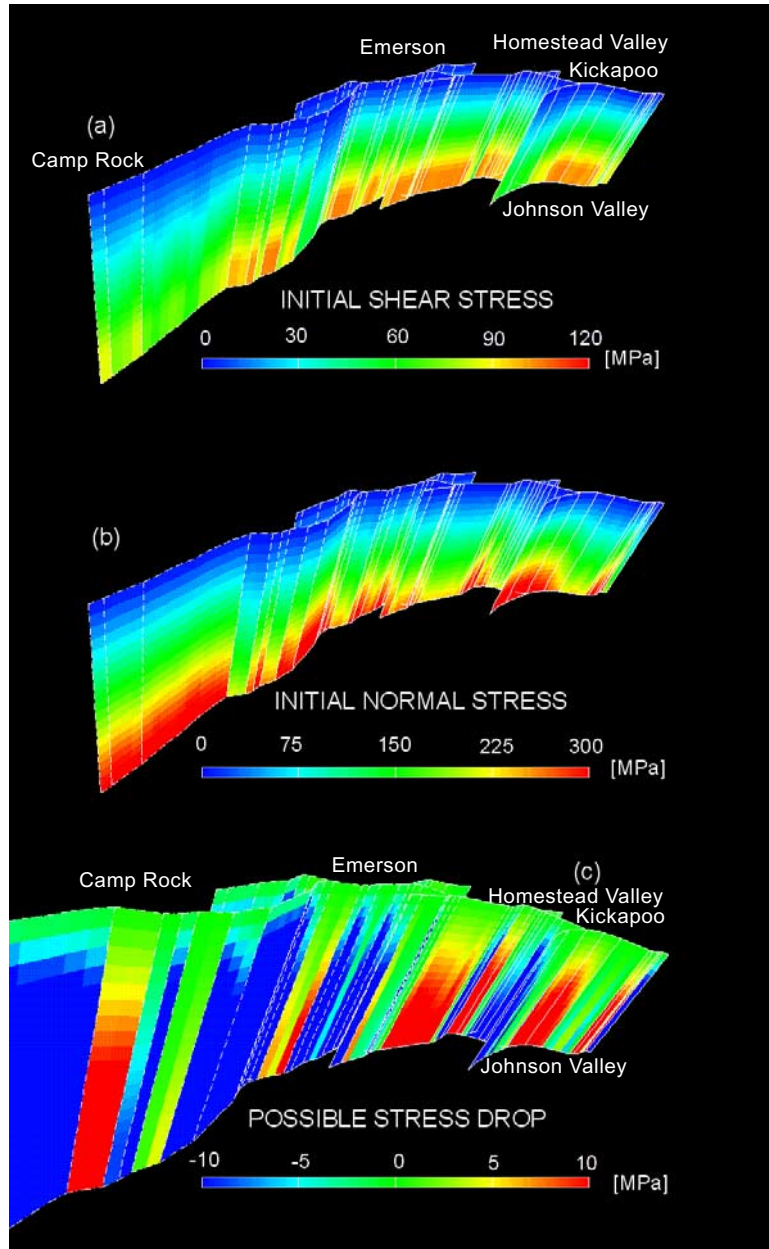 Emerson
Homestead Valley
Kickapoo
(a)
Camp Rock
Johnson Valley
INITIAL SHEAR STRESS
0 30 60 90 120
[MPa]
(b)
INITIAL NORMAL STRESS
0 75 150 225 300
[MPa]
Emerson
(c)
Camp Rock
Homestead Valley
Kickapoo
Johnson Valley
POSSIBLE STRESS DROP
-10 -5 0 5 10
[MPa]